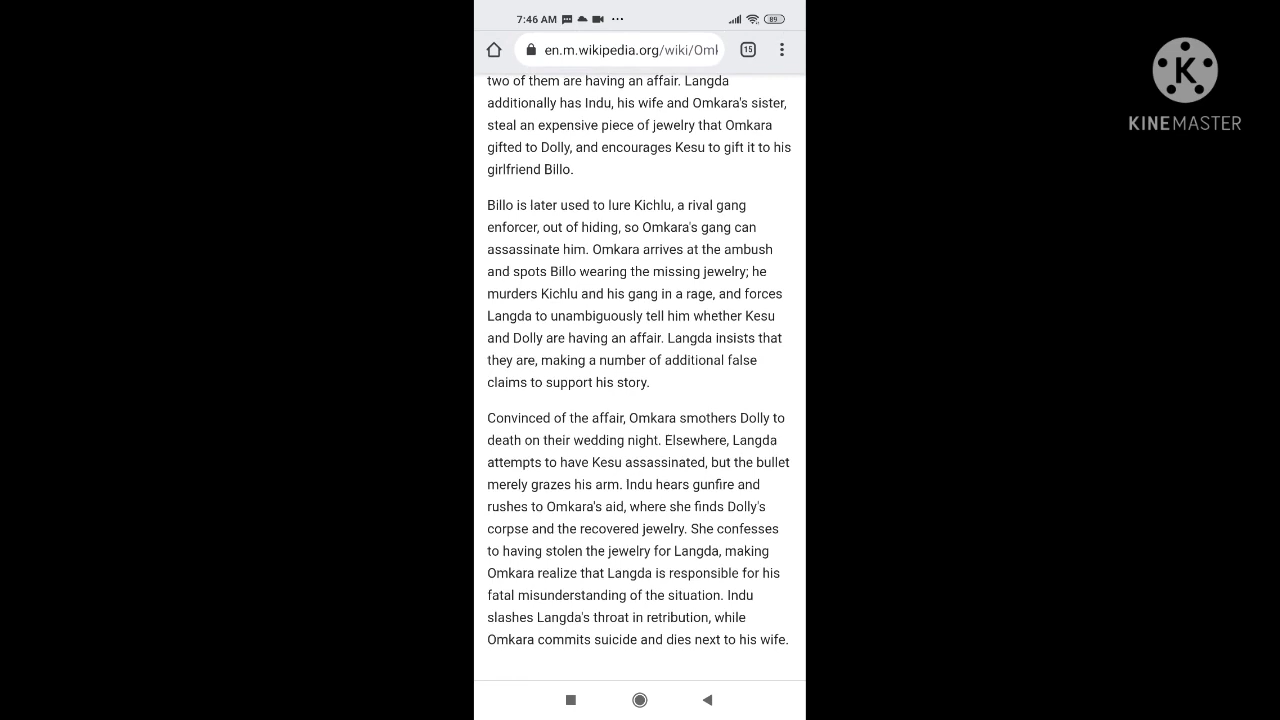 7:46 AM ... 89
en.m.wikipedia.org/wiki/Omk 15
K
KINEMASTER
two of them are having an affair. Langda
additionally has Indu, his wife and Omkara's sister,
steal an expensive piece of jewelry that Omkara
gifted to Dolly, and encourages Kesu to gift it to his
girlfriend Billo.
Billo is later used to lure Kichlu, a rival gang
enforcer, out of hiding, so Omkara's gang can
assassinate him. Omkara arrives at the ambush
and spots Billo wearing the missing jewelry; he
murders Kichlu and his gang in a rage, and forces
Langda to unambiguously tell him whether Kesu
and Dolly are having an affair. Langda insists that
they are, making a number of additional false
claims to support his story.
Convinced of the affair, Omkara smothers Dolly to
death on their wedding night. Elsewhere, Langda
attempts to have Kesu assassinated, but the bullet
merely grazes his arm. Indu hears gunfire and
rushes to Omkara's aid, where she finds Dolly's
corpse and the recovered jewelry. She confesses
to having stolen the jewelry for Langda, making
Omkara realize that Langda is responsible for his
fatal misunderstanding of the situation. Indu
slashes Langda's throat in retribution, while
Omkara commits suicide and dies next to his wife.